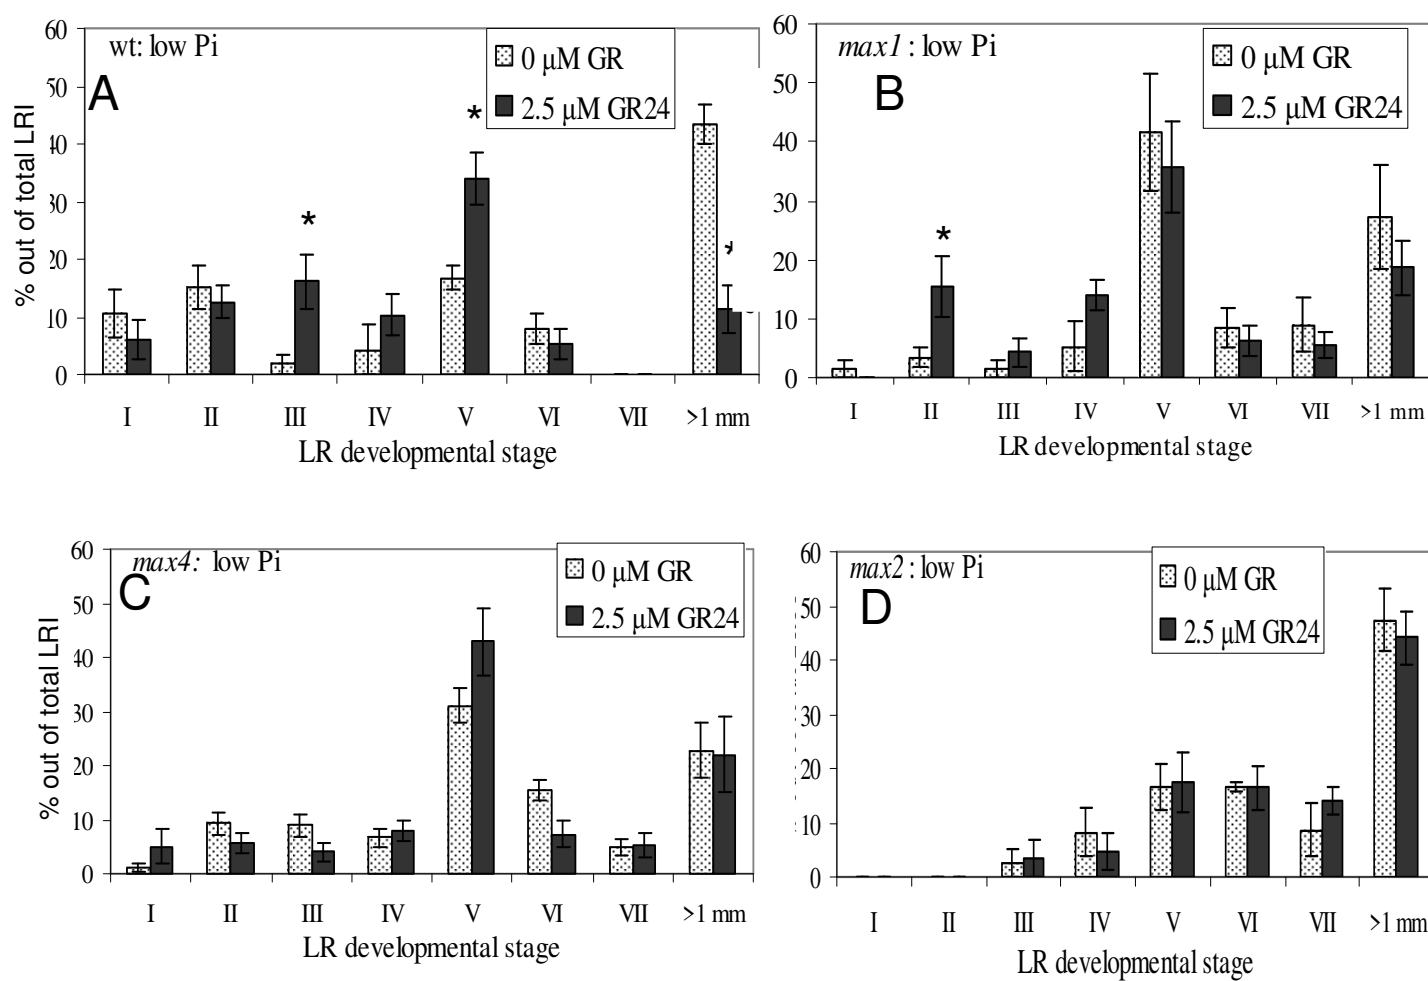 wt: low Pi
A
0 μM GR
2.5 μM GR24
% out of total LRI
60
50
40
30
20
10
0
*
*
*
I II III IV V VI VII >1 mm
LR developmental stage
max1 : low Pi
B
0 μM GR
2.5 μM GR24
60
50
40
30
20
10
0
*
I II III IV V VI VII >1 mm
LR developmental stage
max4: low Pi
C
0 μM GR
2.5 μM GR24
% out of total LRI
60
50
40
30
20
10
0
I II III IV V VI VII >1 mm
LR developmental stage
max2 : low Pi
D
0 μM GR
2.5 μM GR24
60
50
40
30
20
10
0
I II III IV V VI VII >1 mm
LR developmental stage